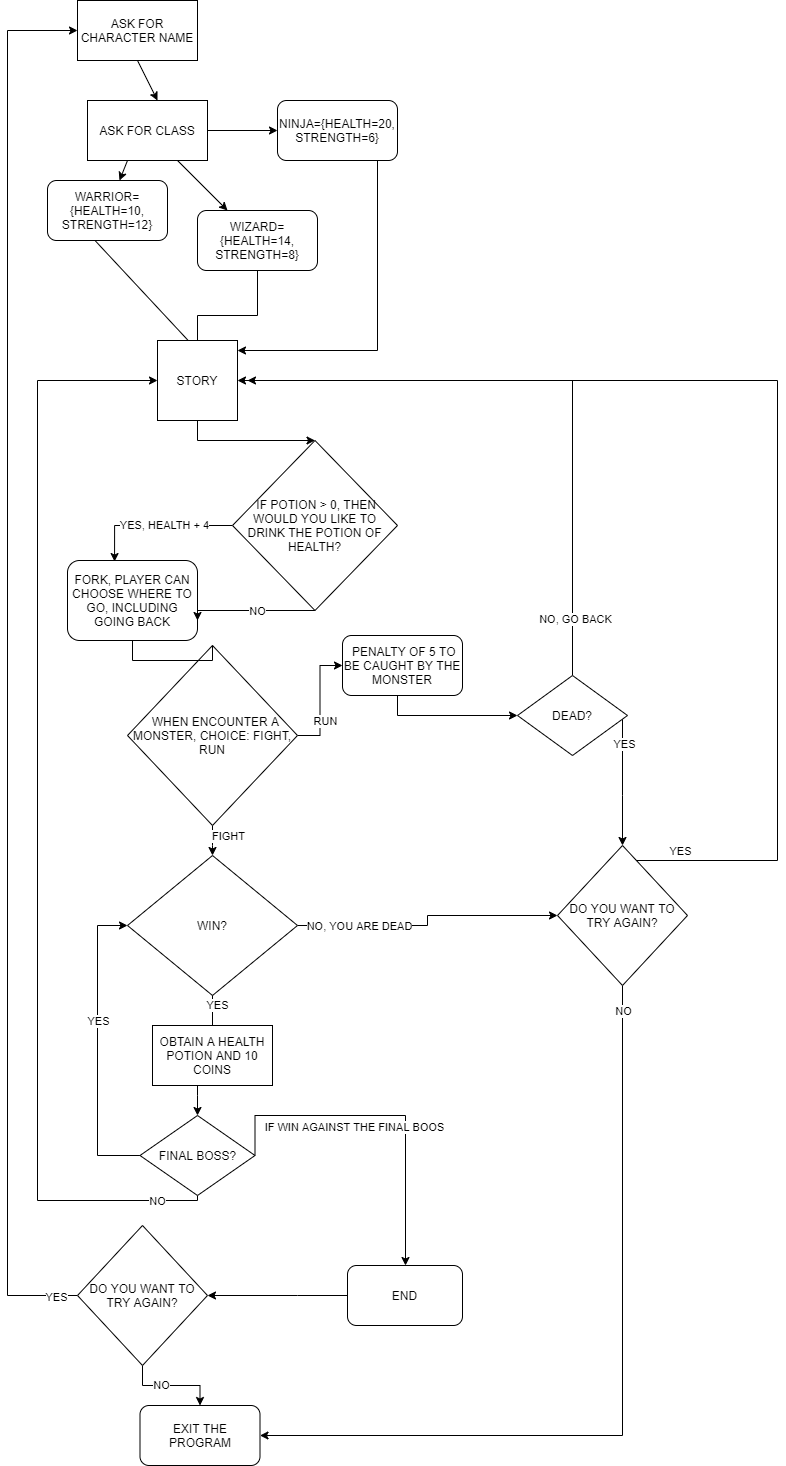 ASK FOR
CHARACTER NAME
ASK FOR CLASS
NINJA={HEALTH=20,
STRENGTH=6}
WARRIOR=
{HEALTH=10,
STRENGTH=12}
WIZARD=
{HEALTH=14,
STRENGTH=8}
STORY
IF POTION > 0, THEN
WOULD YOU LIKE TO
DRINK THE POTION OF
HEALTH?
YES, HEALTH + 4
FORK, PLAYER CAN
CHOOSE WHERE TO
GO, INCLUDING
GOING BACK
NO
NO, GO BACK
PENALTY OF 5 TO
BE CAUGHT BY THE
MONSTER
WHEN ENCOUNTER A
MONSTER, CHOICE: FIGHT,
RUN
RUN
DEAD?
YES
FIGHT
YES
DO YOU WANT TO
TRY AGAIN?
WIN?
NO, YOU ARE DEAD
YES
NO
YES
OBTAIN A HEALTH
POTION AND 10
COINS
IF WIN AGAINST THE FINAL BOOS
FINAL BOSS?
NO
DO YOU WANT TO
TRY AGAIN?
YES
END
NO
EXIT THE
PROGRAM